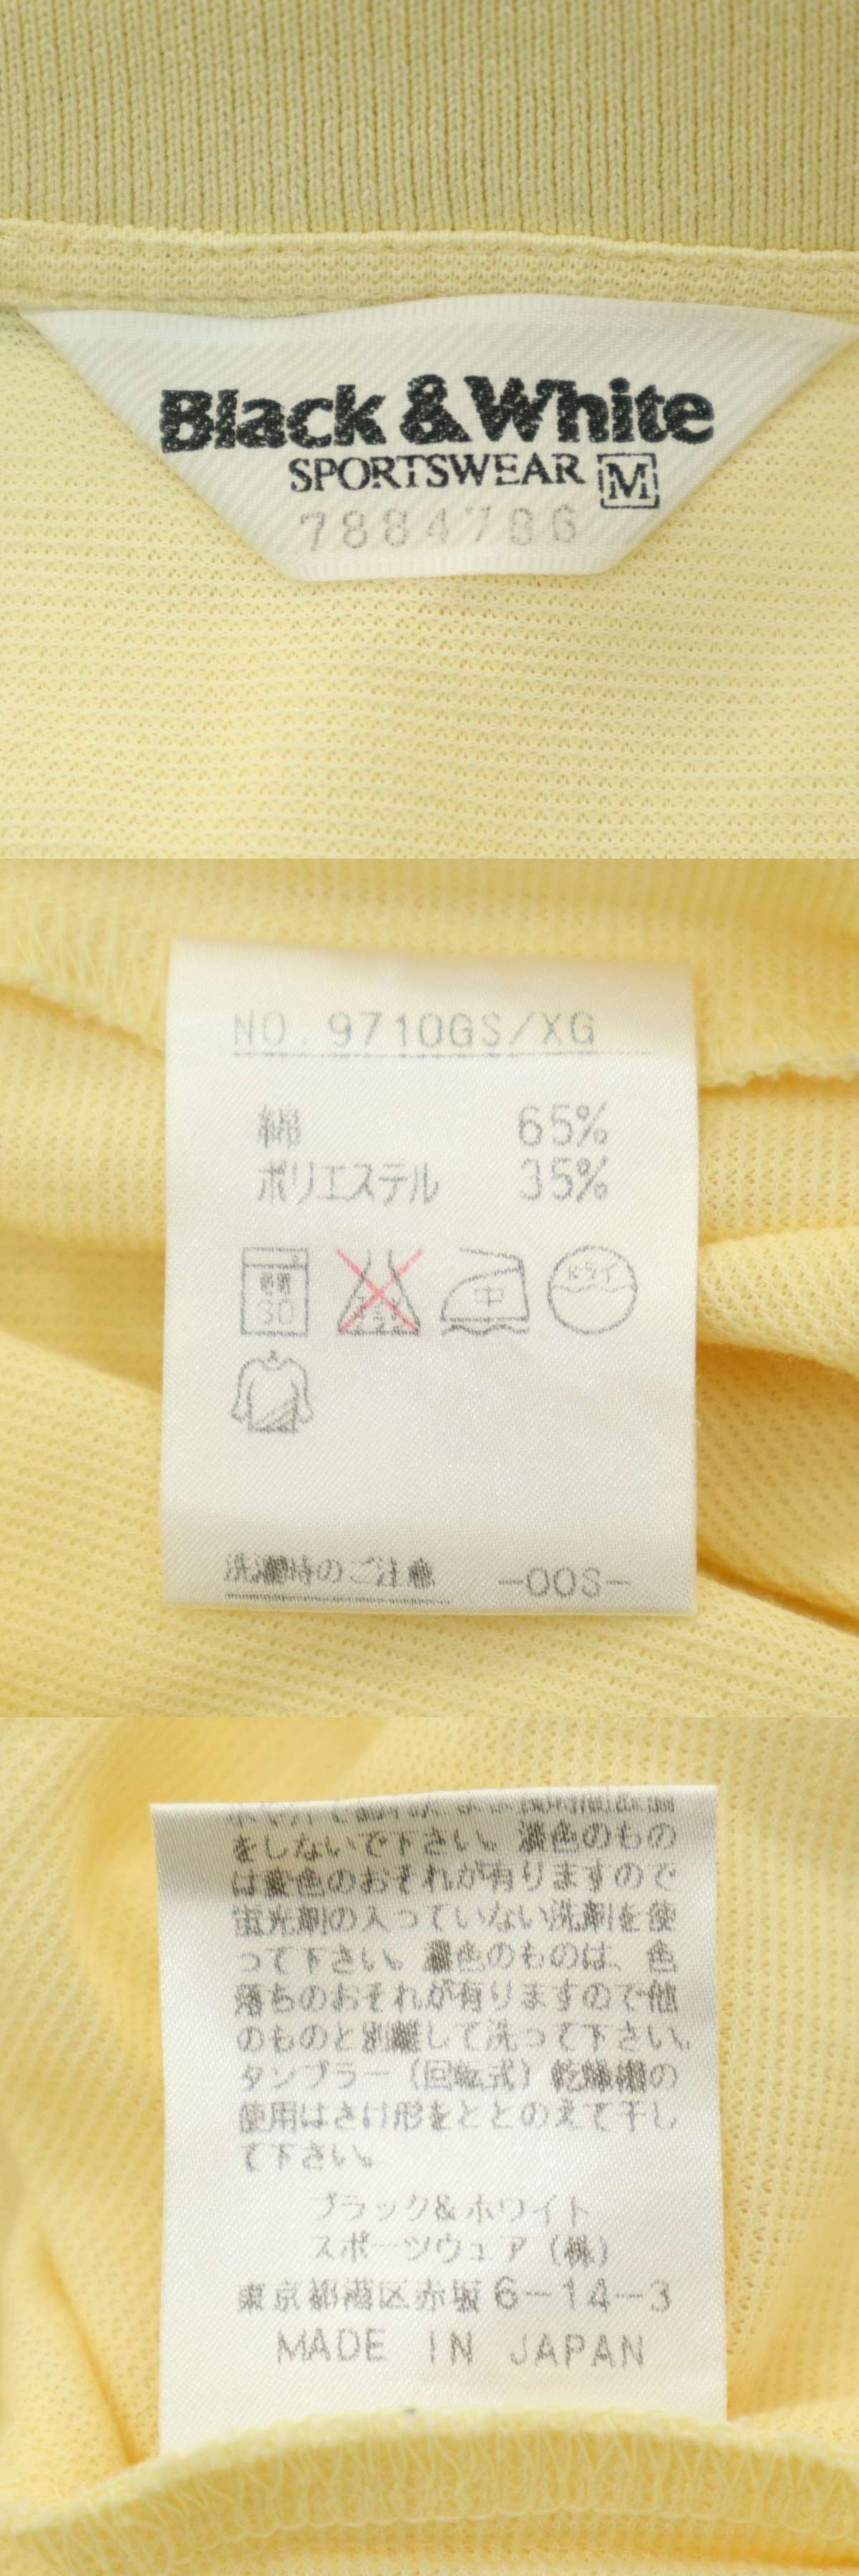 Black & White
SPORTSWEAR M
7884786
NO. 9710GS/XG
綿 65%
ポリエステル 35%
30
中
ドライ
洗濯時のご注意 -OOS-
をしないで下さい。淡色のもの
は変色のおそれが有りますので
蛍光剤の入っていない洗剤を使
って下さい。濃色のものは、色
落ちのおそれが有りますので他
のものと別離して洗って下さい。
タンブラー(回転式)乾燥機の
使用はさけ形をととのえて干し
て下さい。
ブラック&ホワイト
スポーツウェア(株)
東京都港区赤坂6-14-3
MADE IN JAPAN